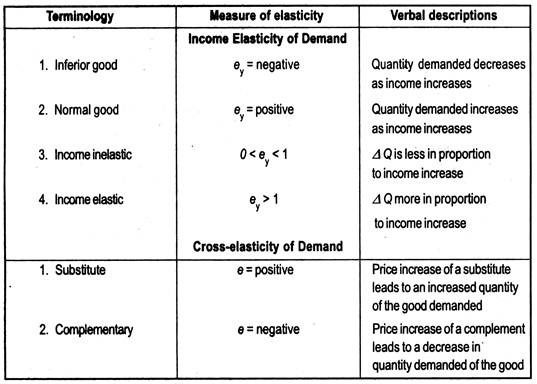 Terminology Measure of elasticity Verbal descriptions
Income Elasticity of Demand
1. Inferior good e_y = negative Quantity demanded decreases
as income increases
2. Normal good e_y = positive Quantity demanded increases
as income increases
3. Income inelastic 0 < e_y < 1 Δ Q is less in proportion
to income increase
4. Income elastic e_y > 1 Δ Q more in proportion
to income increase
Cross-elasticity of Demand
1. Substitute e = positive Price increase of a substitute
leads to an increased quantity
of the good demanded
2. Complementary e = negative Price increase of a complement
leads to a decrease in
quantity demanded of the good